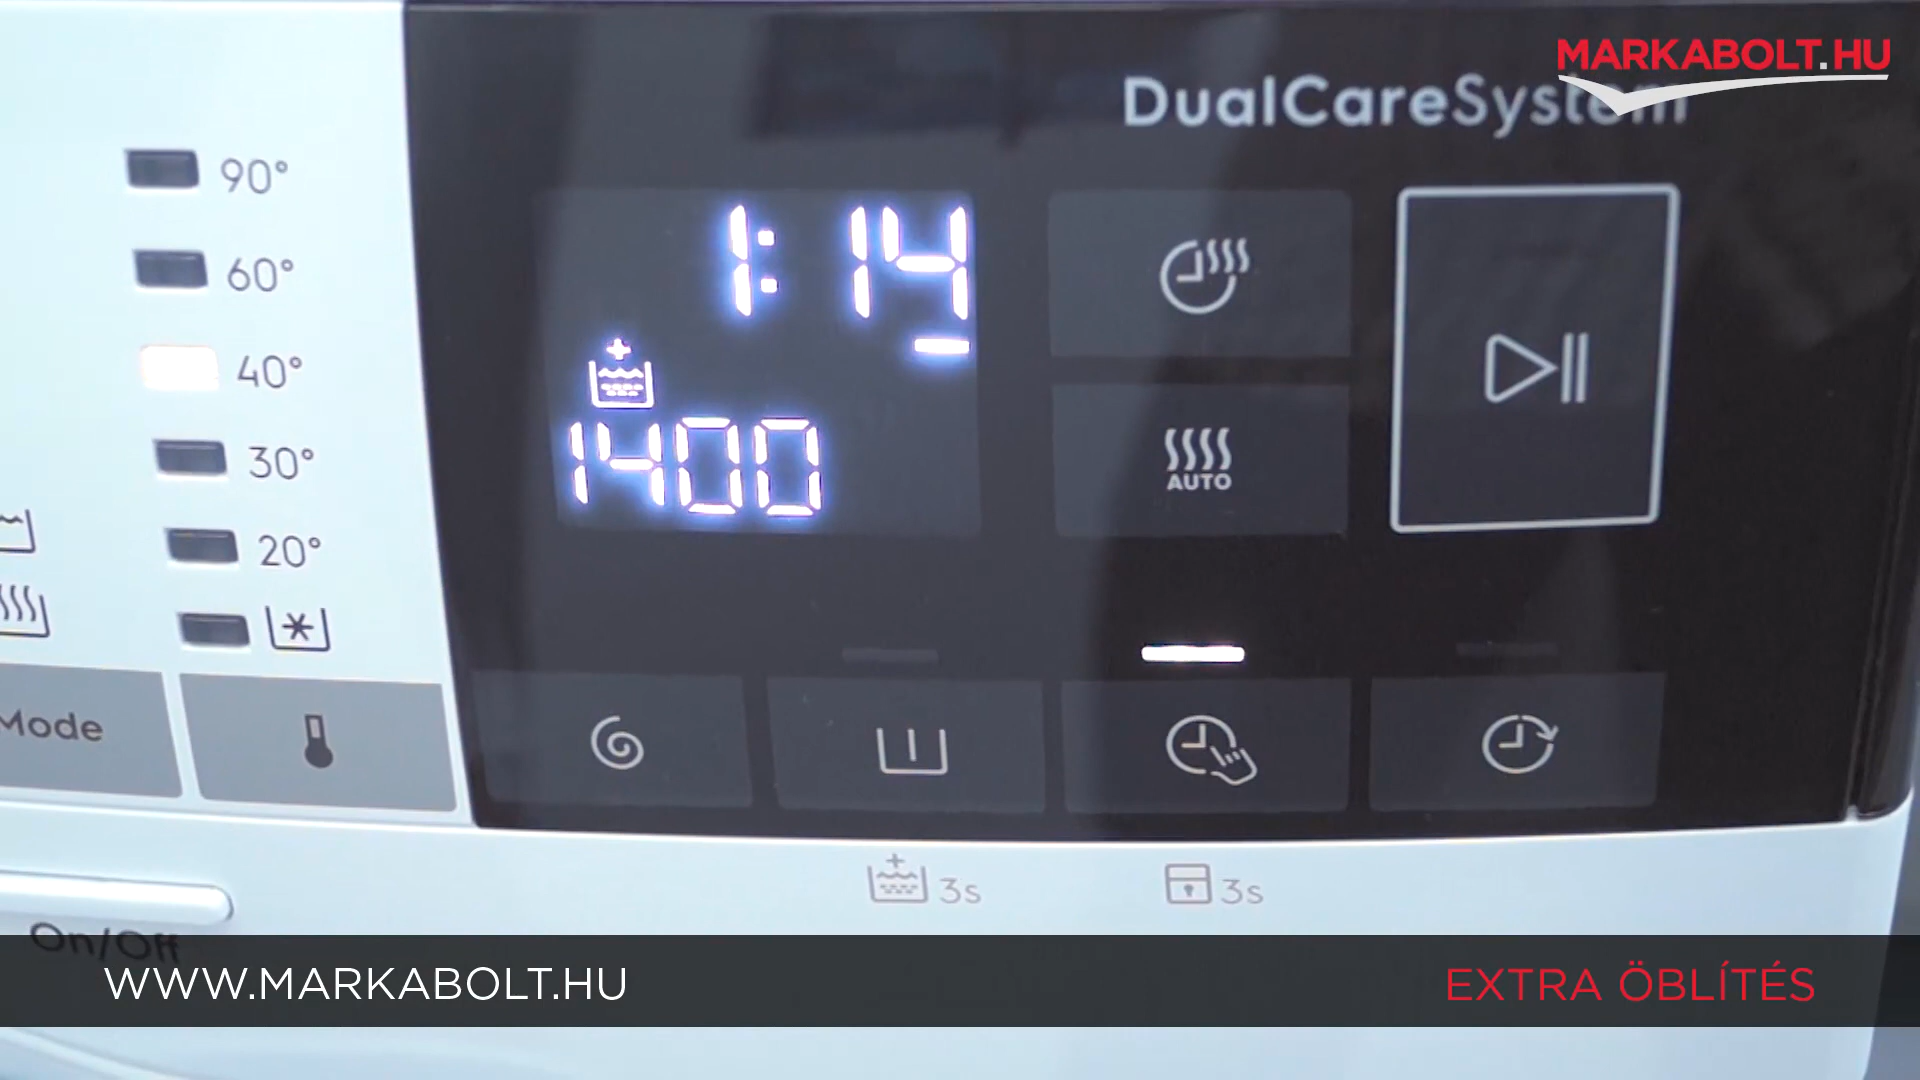 MARKABOLT.HU
DualCareSystem
90°
60°
40°
30°
20°
1:14
1400
AUTO
Mode
3s
3s
On/Off
WWW.MARKABOLT.HU
EXTRA ÖBLÍTÉS